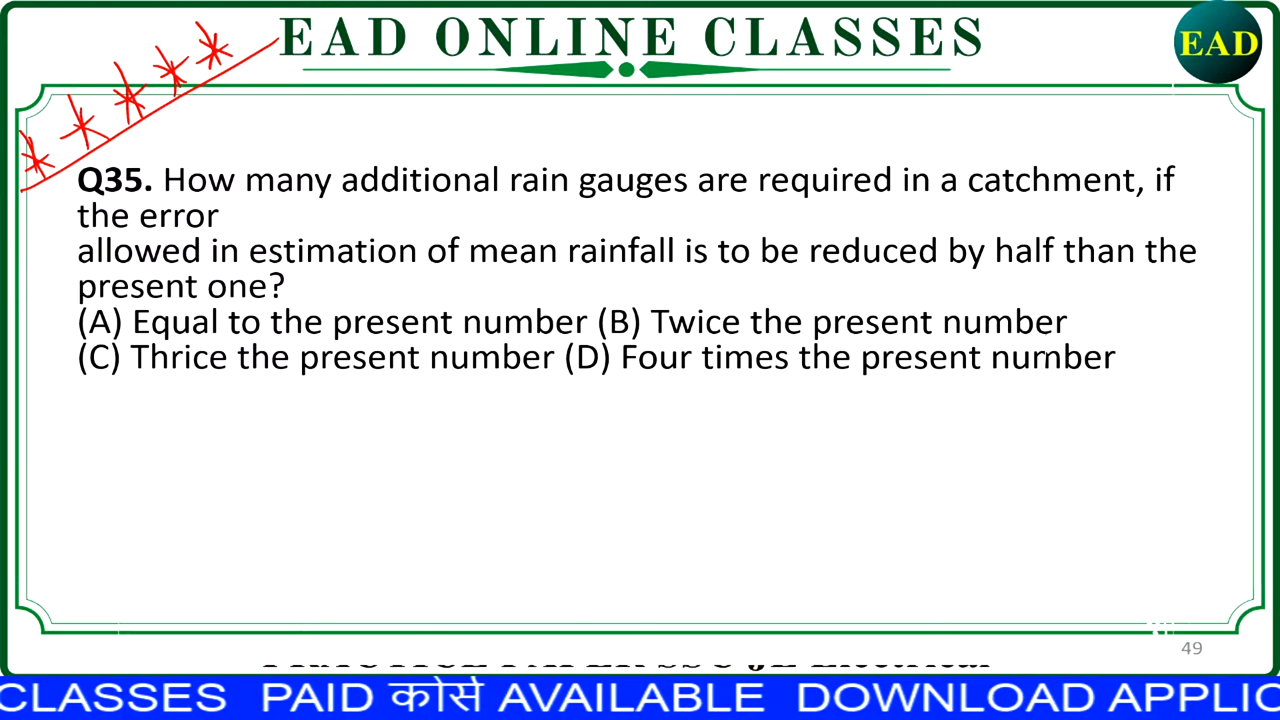 EAD ONLINE CLASSES
EAD
Q35. How many additional rain gauges are required in a catchment, if
the error
allowed in estimation of mean rainfall is to be reduced by half than the
present one?
(A) Equal to the present number (B) Twice the present number
(C) Thrice the present number (D) Four times the present number
49
CLASSES PAID कोर्स AVAILABLE DOWNLOAD APPLIC